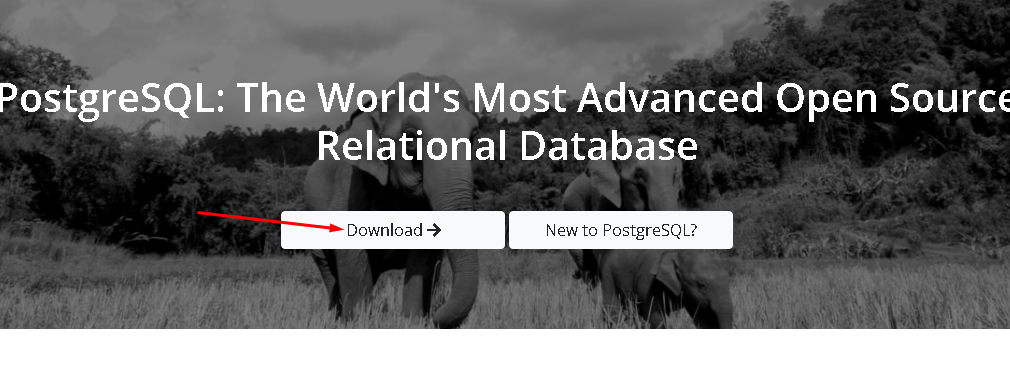 PostgreSQL: The World's Most Advanced Open Source
Relational Database
Download
New to PostgreSQL?